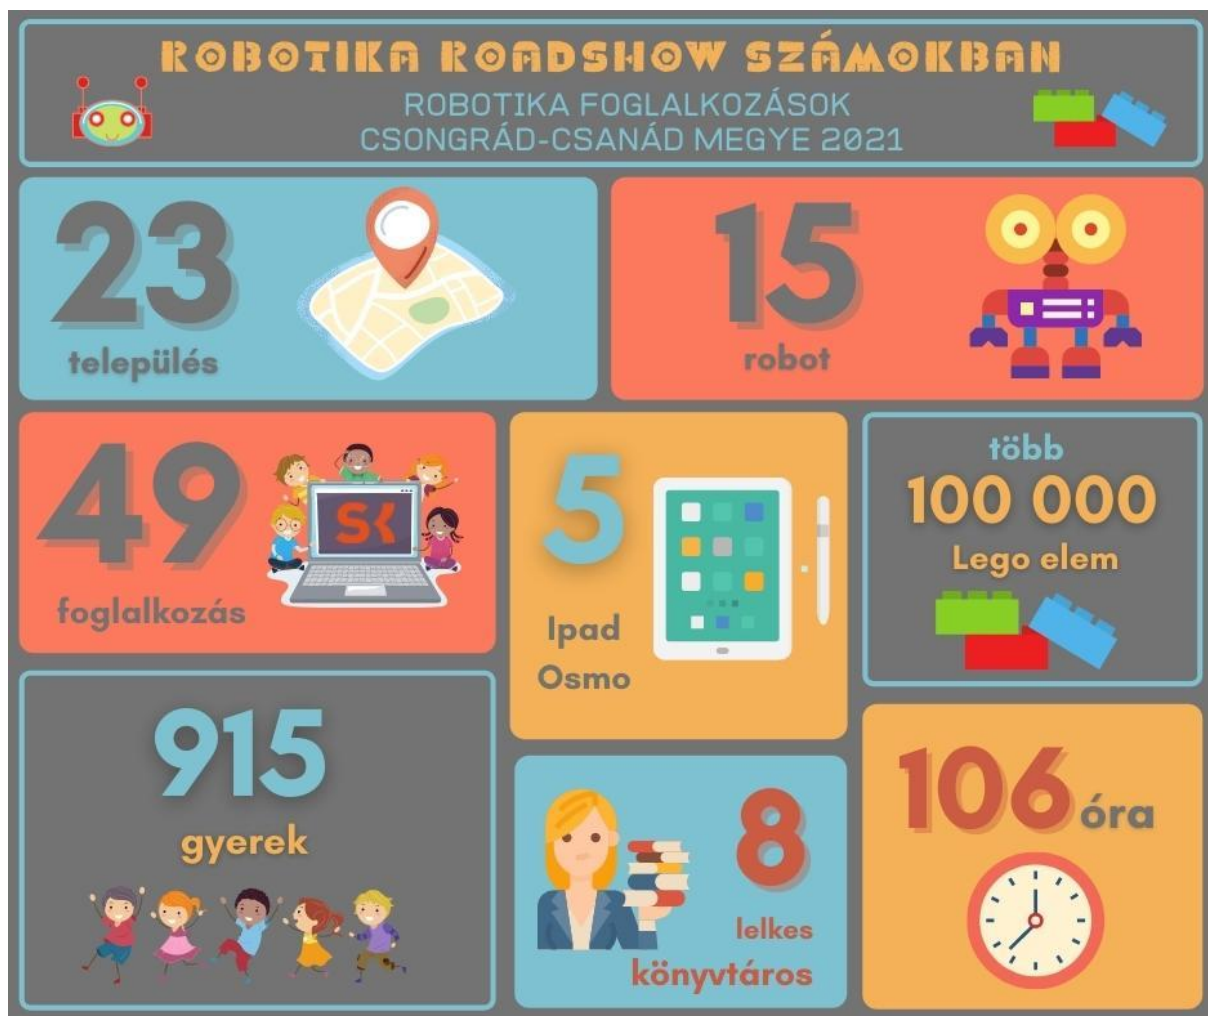 ROBOTIKA ROADSHOW SZÁMOKBAN
ROBOTIKA FOGLALKOZÁSOK
CSONGRÁD-CSANÁD MEGYE 2021
23
település
15
robot
49
foglalkozás
SK
5
Ipad
Osmo
több
100 000
Lego elem
915
gyerek
8
lelkes
könyvtáros
106 óra